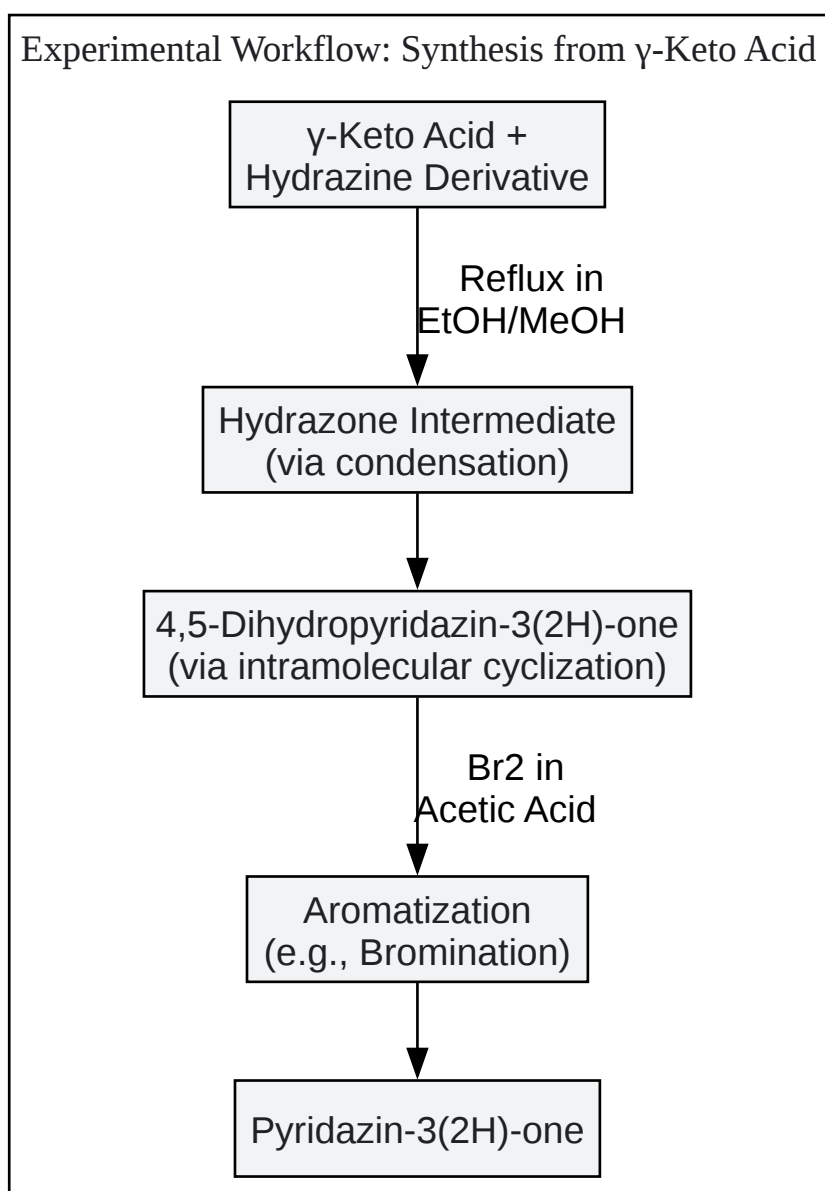 Experimental Workflow: Synthesis from γ-Keto Acid
γ-Keto Acid +
Hydrazine Derivative
Reflux in
EtOH/MeOH
Hydrazone Intermediate
(via condensation)
4,5-Dihydropyridazin-3(2H)-one
(via intramolecular cyclization)
Br2 in
Acetic Acid
Aromatization
(e.g., Bromination)
Pyridazin-3(2H)-one